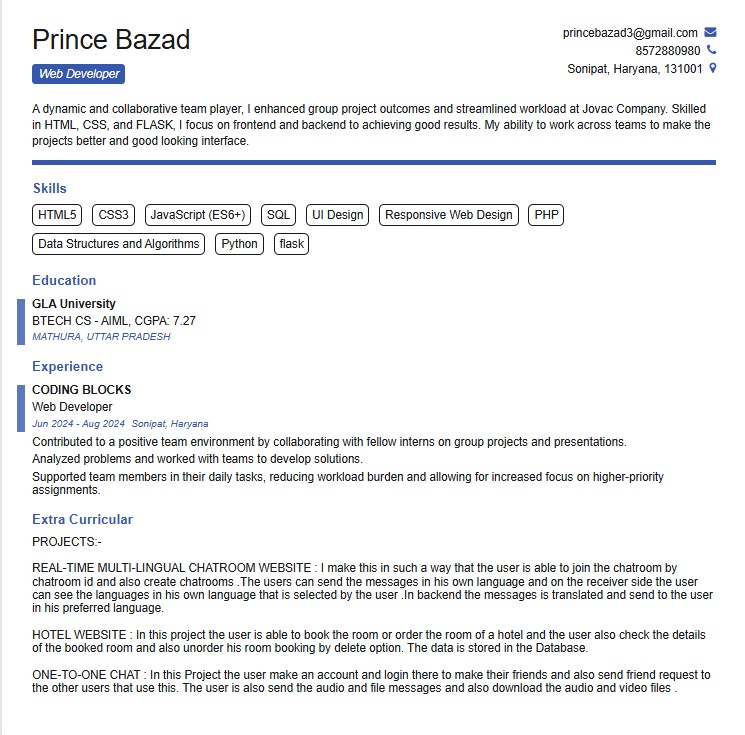 Prince Bazad
Web Developer
princebazad3@gmail.com
8572880980
Sonipat, Haryana, 131001
A dynamic and collaborative team player, I enhanced group project outcomes and streamlined workload at Jovac Company. Skilled
in HTML, CSS, and FLASK, I focus on frontend and backend to achieving good results. My ability to work across teams to make the
projects better and good looking interface.
Skills
HTML5 CSS3 JavaScript (ES6+) SQL UI Design Responsive Web Design PHP
Data Structures and Algorithms Python flask
Education
GLA University
BTECH CS - AIML, CGPA: 7.27
MATHURA, UTTAR PRADESH
Experience
CODING BLOCKS
Web Developer
Jun 2024 - Aug 2024 Sonipat, Haryana
Contributed to a positive team environment by collaborating with fellow interns on group projects and presentations.
Analyzed problems and worked with teams to develop solutions.
Supported team members in their daily tasks, reducing workload burden and allowing for increased focus on higher-priority
assignments.
Extra Curricular
PROJECTS:-
REAL-TIME MULTI-LINGUAL CHATROOM WEBSITE : I make this in such a way that the user is able to join the chatroom by
chatroom id and also create chatrooms .The users can send the messages in his own language and on the receiver side the user
can see the languages in his own language that is selected by the user .In backend the messages is translated and send to the user
in his preferred language.
HOTEL WEBSITE : In this project the user is able to book the room or order the room of a hotel and the user also check the details
of the booked room and also unorder his room booking by delete option. The data is stored in the Database.
ONE-TO-ONE CHAT : In this Project the user make an account and login there to make their friends and also send friend request to
the other users that use this. The user is also send the audio and file messages and also download the audio and video files .